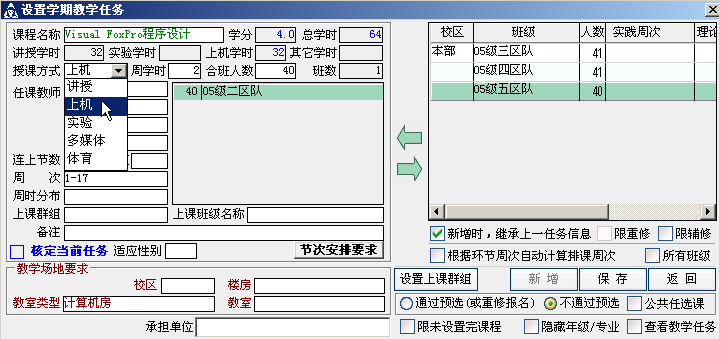 设置学期教学任务
课程名称 Visual FoxPro程序设计 学分 4.0 总学时 64
讲授学时 32 实验学时 上机学时 32 其它学时
授课方式 上机 周学时 2 合班人数 40 班数 1
讲授
上机
实验
多媒体
体育
任课教师
40 05级二区队
连上节数
周 次 1-17
周时分布
上课群组 上课班级名称
备注
核定当前任务 适应性别 节次安排要求
教学场地要求
校区 楼房
教室类型 计算机房 教室
承担单位
校区 班级 人数 实践周次 理论
本部 05级三区队 41
05级四区队 41
05级五区队 40
新增时，继承上一任务信息 限重修 限辅修
根据环节周次自动计算排课周次 所有班级
设置上课群组 新 增 保 存 返 回
通过预选(或重修报名) 不通过预选 公共任选课
限未设置完课程 隐藏年级/专业 查看教学任务